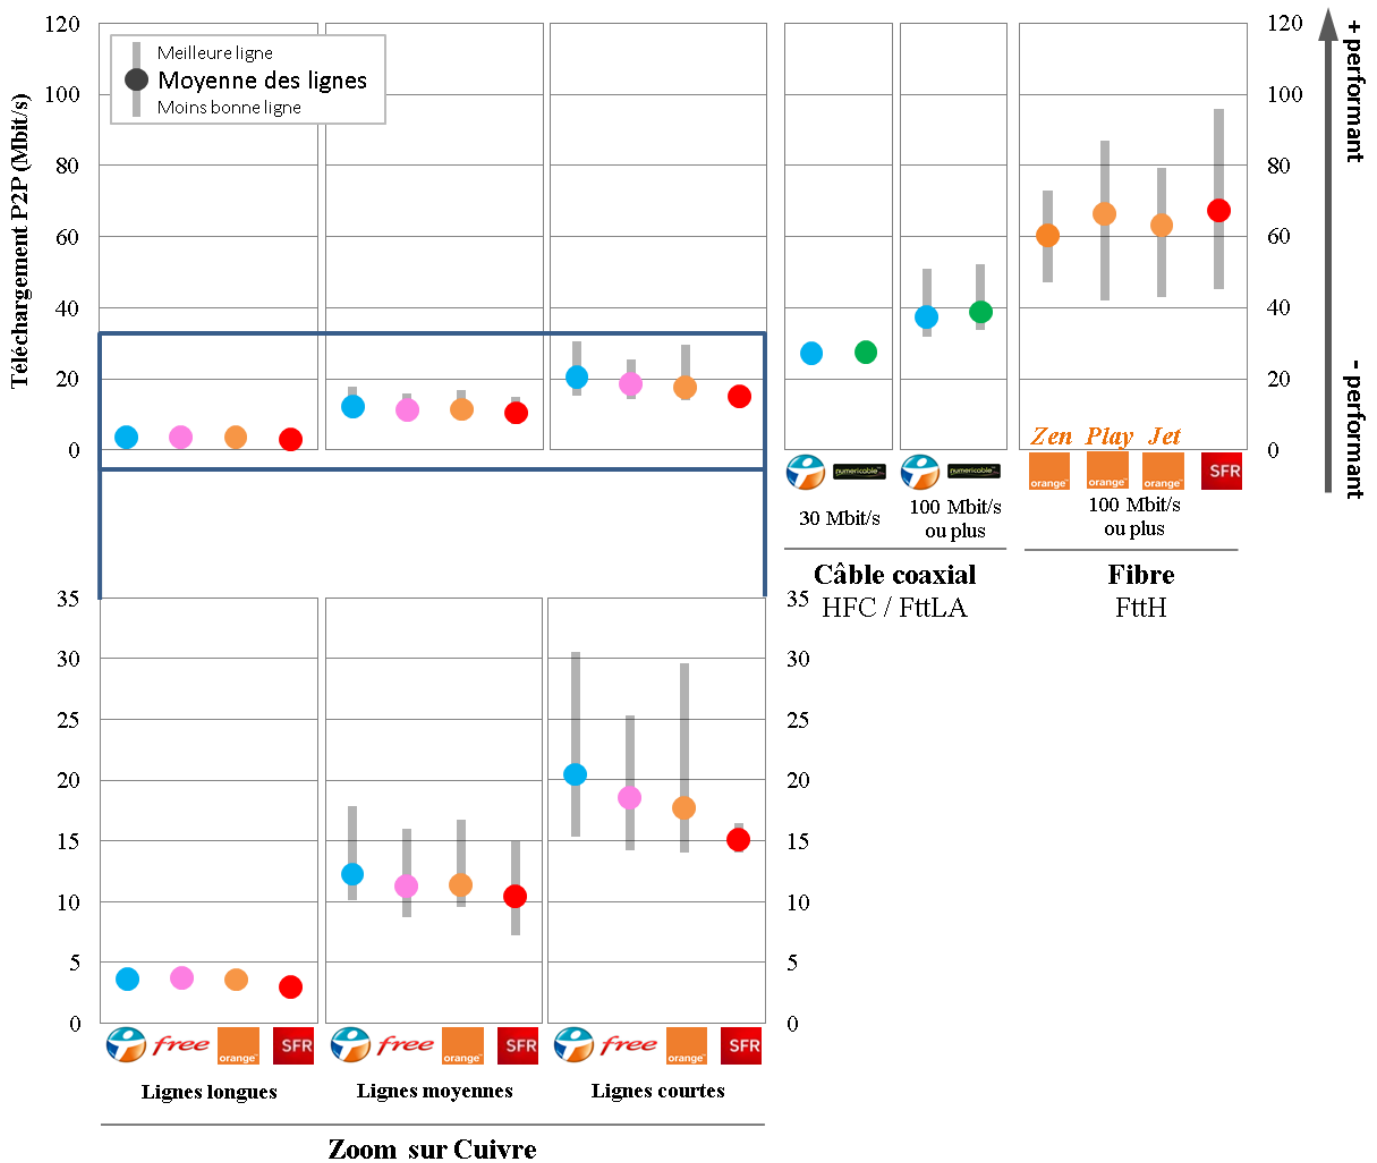 120
100
80
60
40
20
0
Téléchargement P2P (Mbit/s)
Meilleure ligne
Moyenne des lignes
Moins bonne ligne
120
100
80
60
40
20
0
+ performant
- performant
Zen Play Jet
numericable numericable orange orange orange SFR
30 Mbit/s
100 Mbit/s
ou plus
100 Mbit/s
ou plus
Câble coaxial
HFC / FttLA
Fibre
FttH
35
30
25
20
15
10
5
0
35
30
25
20
15
10
5
0
free orange SFR free orange SFR free orange SFR
Lignes longues
Lignes moyennes
Lignes courtes
Zoom sur Cuivre